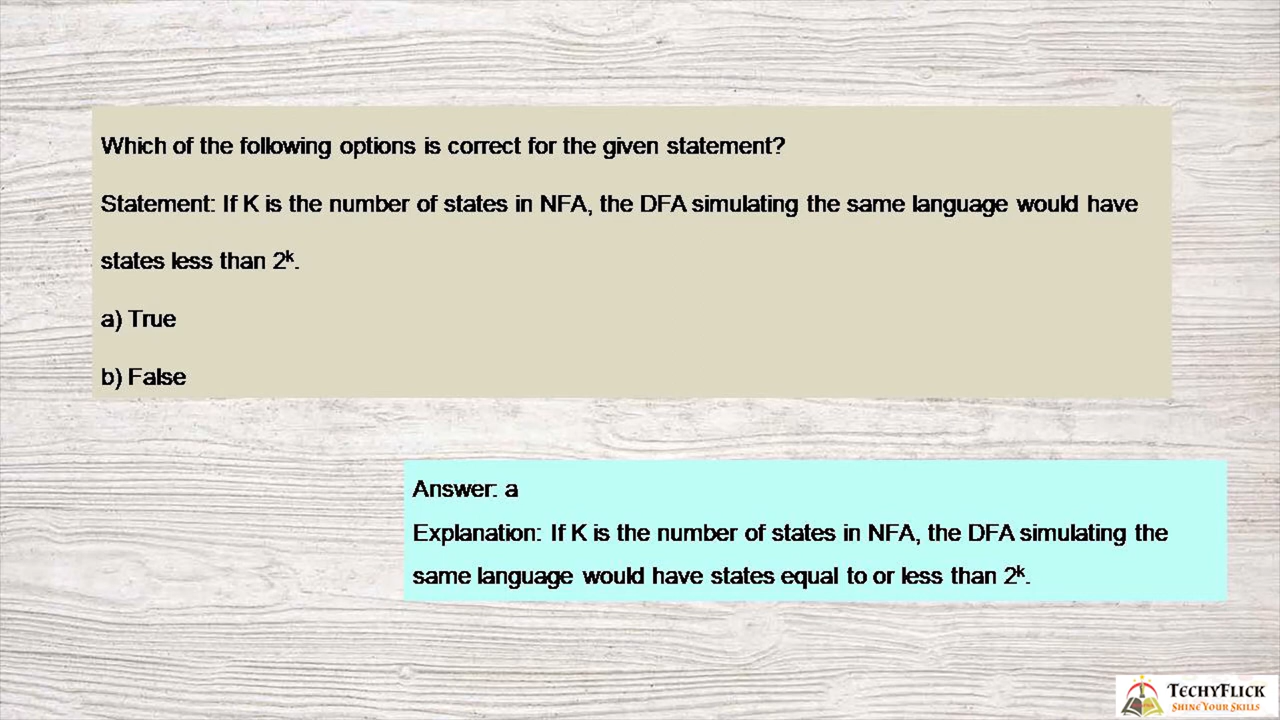 Which of the following options is correct for the given statement?
Statement: If K is the number of states in NFA, the DFA simulating the same language would have
states less than 2ᵏ.
a) True
b) False
Answer: a
Explanation: If K is the number of states in NFA, the DFA simulating the
same language would have states equal to or less than 2ᵏ.
TECHYFLICK
SHINE YOUR SKILLS